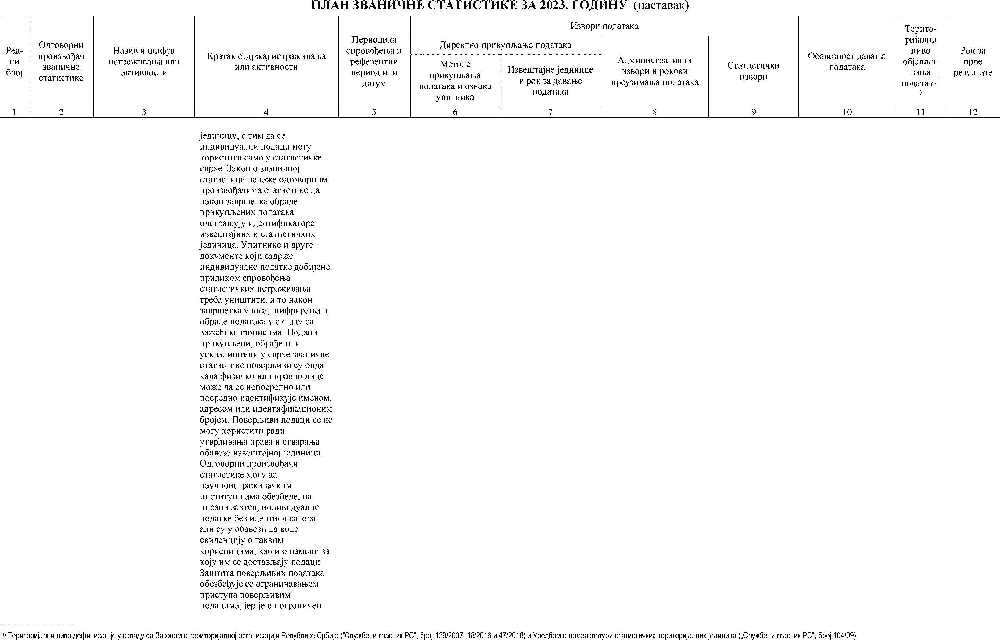 ПЛАН ЗВАНИЧНЕ СТАТИСТИКЕ ЗА 2023. ГОДИНУ (наставак)
Ред-
ни
број
Одговорни
произвођач
званичне
статистике
Назив и шифра
истраживања или
активности
Кратак садржај истраживања
или активности
Периодика
спровођења и
референтни
период или
датум
Извори података
Директно прикупљање података
Методе
прикупљања
података и ознака
упитника
Извештајне јединице
и рок за давање
података
Административни
извори и рокови
преузимања података
Статистички
извори
Обавезност давања
података
Терито-
ријални
ниво
објављи-
вања
података¹
⁾
Рок за
прве
резултате
1 2 3 4 5 6 7 8 9 10 11 12
јединицу, с тим да се
индивидуални подаци могу
користити само у статистичке
сврхе. Закон о званичној
статистици налаже одговорним
произвођачима статистике да
након завршетка обраде
прикупљених података
одстрањују идентификаторе
извештајних и статистичких
јединица. Упитнике и друге
документе који садрже
индивидуалне податке добијене
приликом спровођења
статистичких истраживања
треба уништити, и то након
завршетка уноса, шифрирања и
обраде података у складу са
важећим прописима. Подаци
прикупљени, обрађени и
ускладиштени у сврхе званичне
статистике поверљиви су онда
када физичко или правно лице
може да се непосредно или
посредно идентификује именом,
адресом или идентификационим
бројем. Поверљиви подаци се не
могу користити ради
утврђивања права и стварања
обавезе извештајној јединици.
Одговорни произвођачи
статистике могу да
научноистраживачким
институцијама обезбеде, на
писани захтев, индивидуалне
податке без идентификатора,
али су у обавези да воде
евиденцију о таквим
корисницима, као и о намени за
коју им се достављају подаци.
Заштита поверљивих података
обезбеђује се ограничавањем
приступа поверљивим
подацима, јер је он ограничен
¹⁾ Територијални ниво дефинисан је у складу са Законом о територијалној организацији Републике Србије ("Службени гласник РС", број 129/2007, 18/2016 и 47/2018) и Уредбом о номенклатури статистичких територијалних јединица („Службени гласник РС", број 104/09).